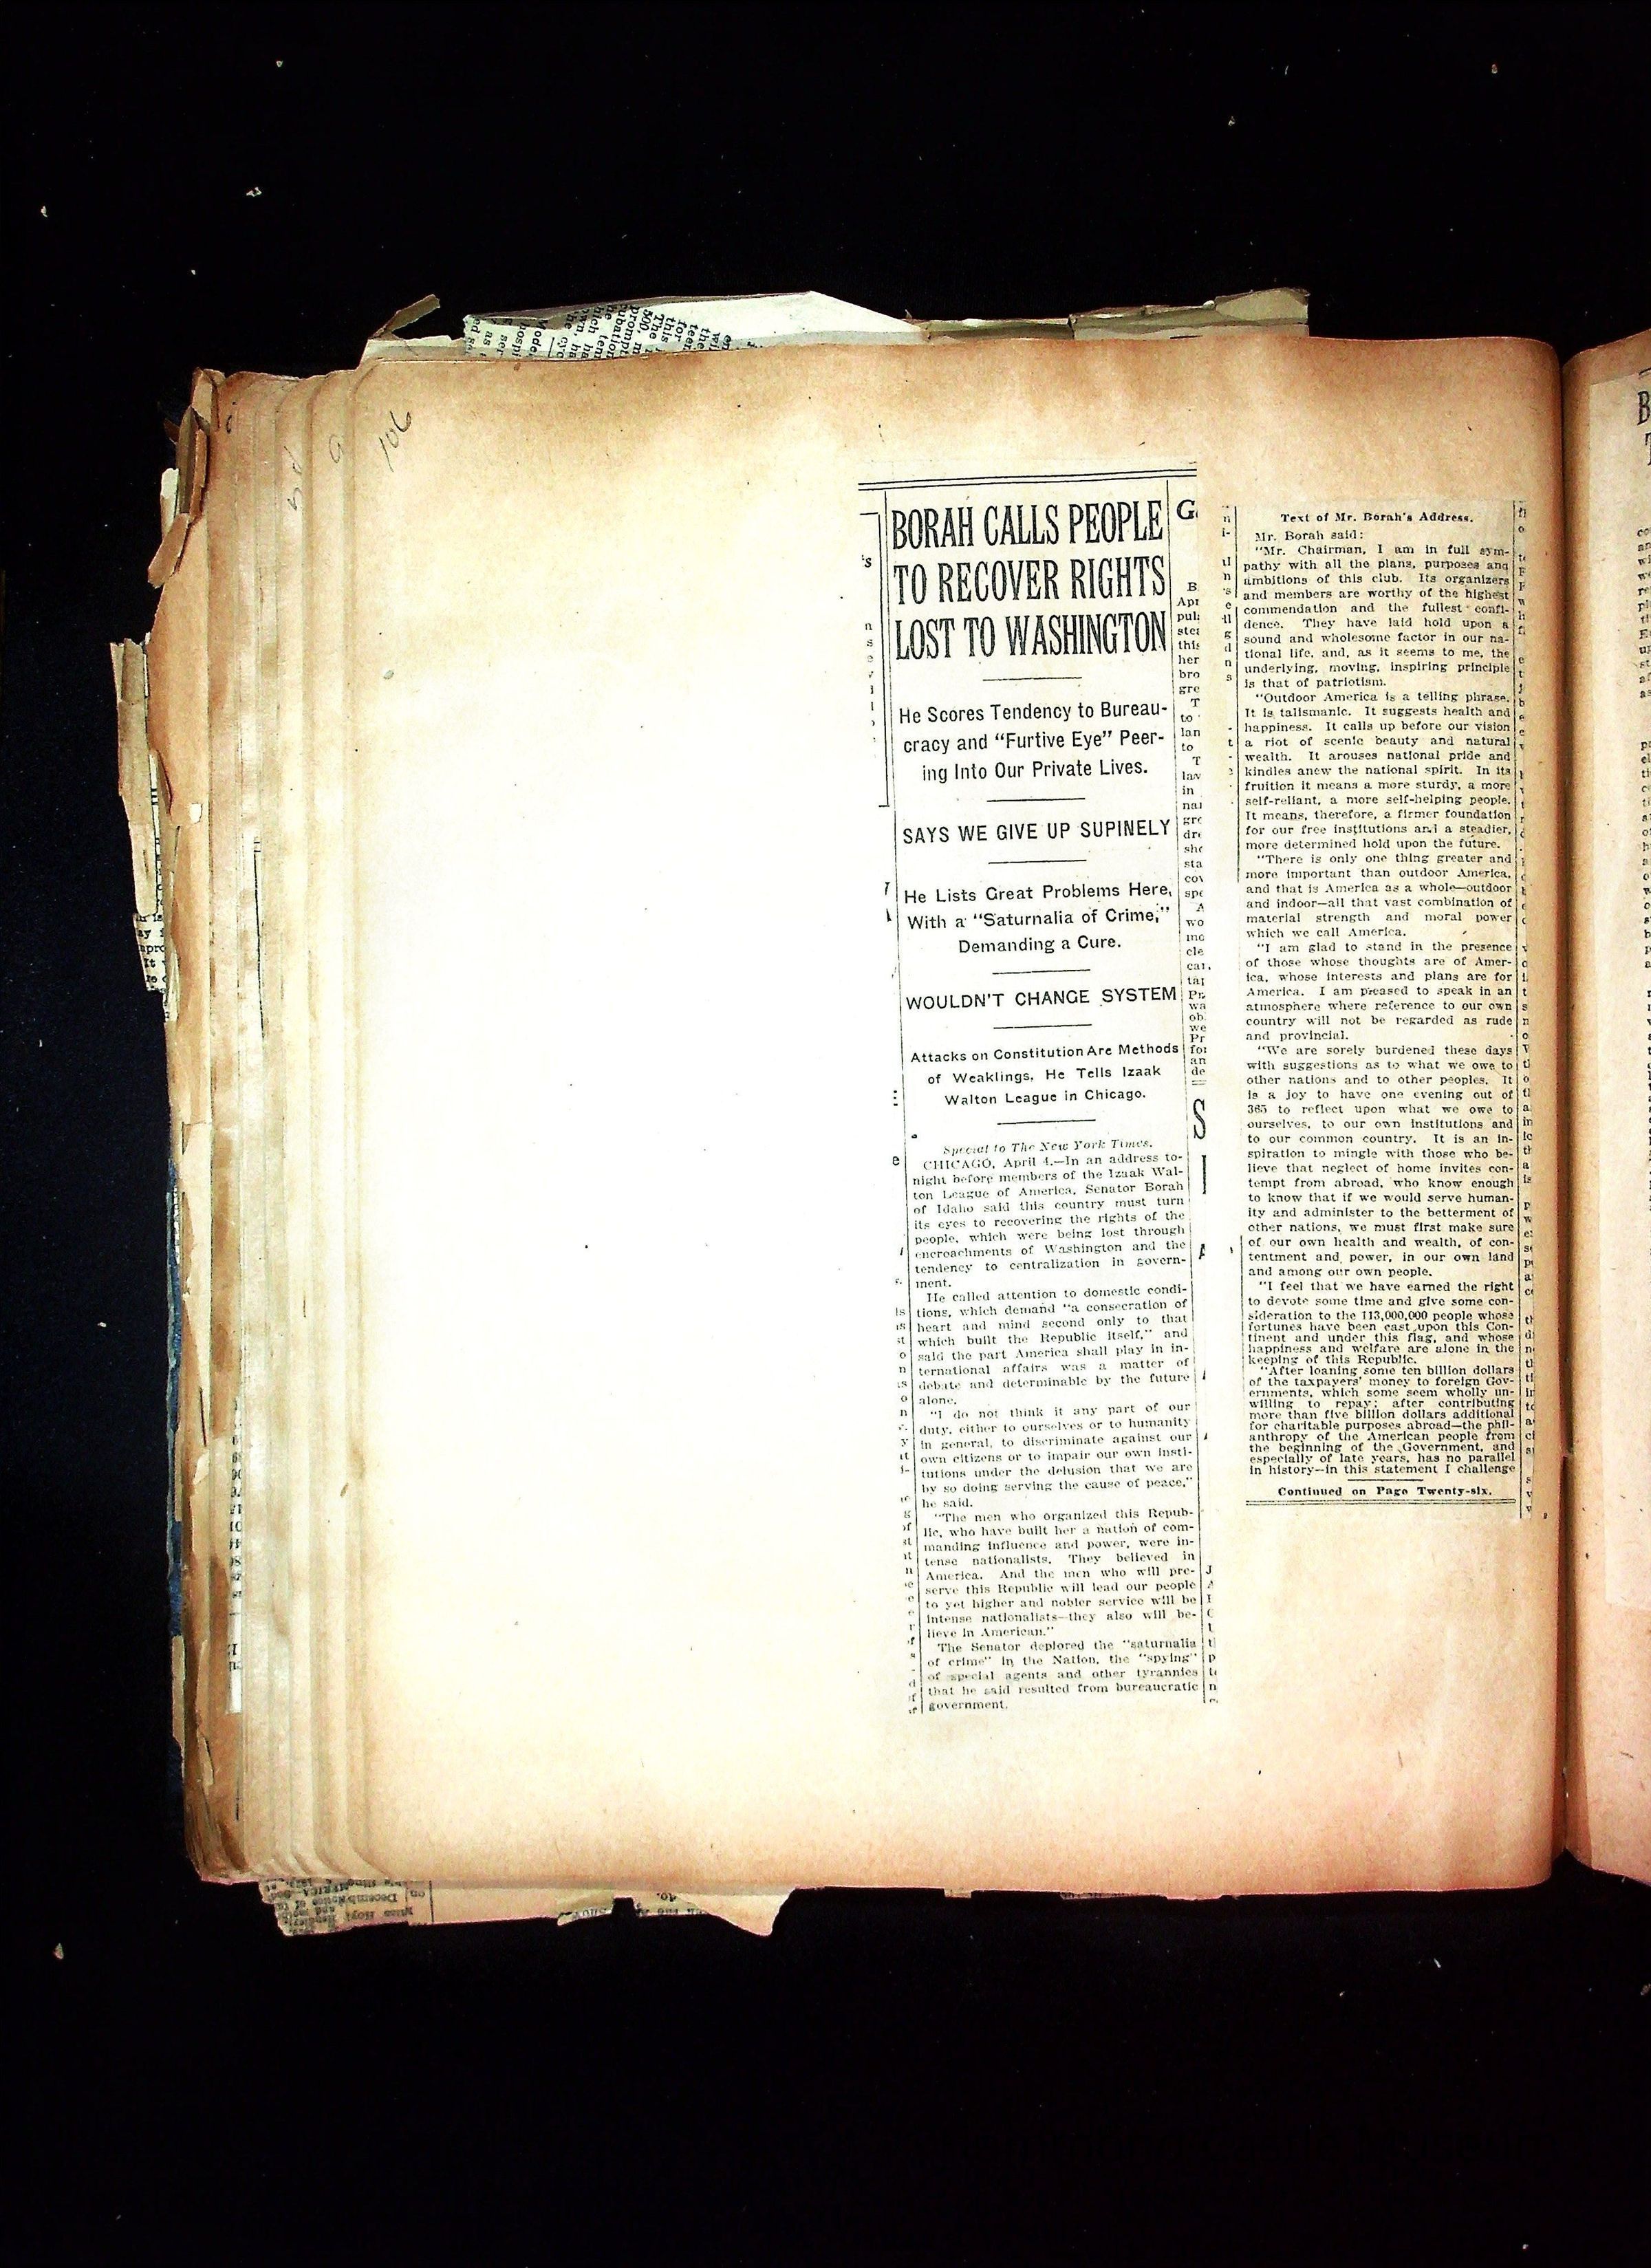 106
BORAH CALLS PEOPLE
TO RECOVER RIGHTS
LOST TO WASHINGTON
He Scores Tendency to Bureau-
cracy and "Furtive Eye" Peer-
ing Into Our Private Lives.
SAYS WE GIVE UP SUPINELY
He Lists Great Problems Here,
With a "Saturnalia of Crime,"
Demanding a Cure.
WOULDN'T CHANGE SYSTEM
Attacks on Constitution Are Methods
of Weaklings, He Tells Izaak
Walton League in Chicago.
Special to The New York Times.
CHICAGO, April 4.—In an address to-
night before members of the Izaak Wal-
ton League of America, Senator Borah
of Idaho said this country must turn
its eyes to recovering the rights of the
people, which were being lost through
encroachments of Washington and the
tendency to centralization in govern-
ment.
He called attention to domestic condi-
tions, which demand "a consecration of
heart and mind second only to that
which built the Republic itself," and
said the part America shall play in in-
ternational affairs was a matter of
debate and determinable by the future
alone.
"I do not think it any part of our
duty, either to ourselves or to humanity
in general, to discriminate against our
own citizens or to impair our own insti-
tutions under the delusion that we are
by so doing serving the cause of peace,"
he said.
"The men who organized this Repub-
lic, who have built her a nation of com-
manding influence and power, were in-
tense nationalists. They believed in
America. And the men who will pre-
serve this Republic will lead our people
to yet higher and nobler service will be
intense nationalists—they also will be-
lieve in American."
The Senator deplored the "saturnalia
of crime" in the Nation, the "spying"
of special agents and other tyrannies
that he said resulted from bureaucratic
government.
Text of Mr. Borah's Address.
Mr. Borah said:
"Mr. Chairman, I am in full sym-
pathy with all the plans, purposes and
ambitions of this club. Its organizers
and members are worthy of the highest
commendation and the fullest confi-
dence. They have laid hold upon a
sound and wholesome factor in our na-
tional life, and, as it seems to me, the
underlying, moving, inspiring principle
is that of patriotism.
"Outdoor America is a telling phrase.
It is talismanic. It suggests health and
happiness. It calls up before our vision
a riot of scenic beauty and natural
wealth. It arouses national pride and
kindles anew the national spirit. In its
fruition it means a more sturdy, a more
self-reliant, a more self-helping people.
It means, therefore, a firmer foundation
for our free institutions and a steadier,
more determined hold upon the future.
"There is only one thing greater and
more important than outdoor America,
and that is America as a whole—outdoor
and indoor—all that vast combination of
material strength and moral power
which we call America.
"I am glad to stand in the presence
of those whose thoughts are of Amer-
ica, whose interests and plans are for
America. I am pleased to speak in an
atmosphere where reference to our own
country will not be regarded as rude
and provincial.
"We are sorely burdened these days
with suggestions as to what we owe to
other nations and to other peoples. It
is a joy to have one evening out of
365 to reflect upon what we owe to
ourselves, to our own institutions and
to our common country. It is an in-
spiration to mingle with those who be-
lieve that neglect of home invites con-
tempt from abroad, who know enough
to know that if we would serve human-
ity and administer to the betterment of
other nations, we must first make sure
of our own health and wealth, of con-
tentment and power, in our own land
and among our own people.
"I feel that we have earned the right
to devote some time and give some con-
sideration to the 113,000,000 people whose
fortunes have been cast upon this Con-
tinent and under this flag, and whose
happiness and welfare are alone in the
keeping of this Republic.
"After loaning some ten billion dollars
of the taxpayers' money to foreign Gov-
ernments, which some seem wholly un-
willing to repay; after contributing
more than five billion dollars additional
for charitable purposes abroad—the phil-
anthropy of the American people from
the beginning of the Government, and
especially of late years, has no parallel
in history—in this statement I challenge
Continued on Page Twenty-six.